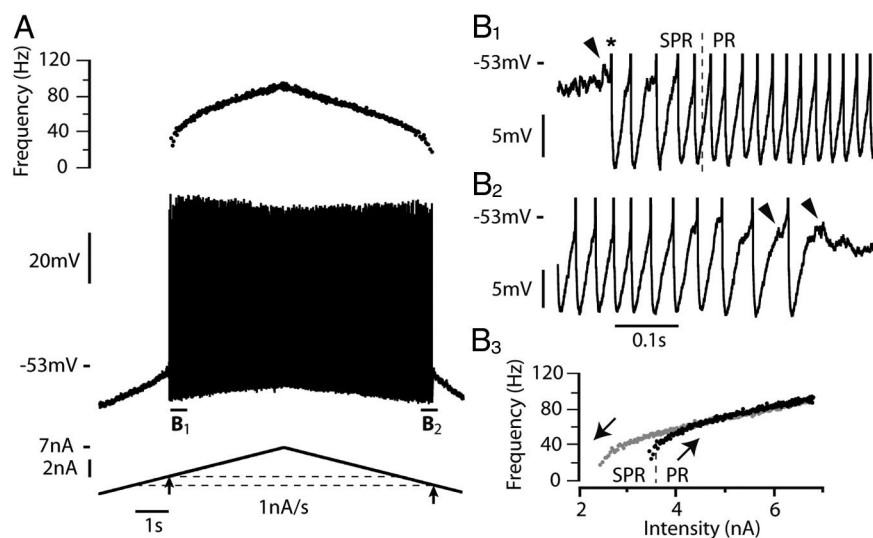 A
Frequency (Hz)
120
80
40
0
20mV
-53mV
B1
B2
7nA
2nA
1nA/s
1s
B1
SPR
PR
*
-53mV
5mV
B2
-53mV
5mV
0.1s
B3
Frequency (Hz)
120
80
40
0
SPR
PR
2
4
6
Intensity (nA)